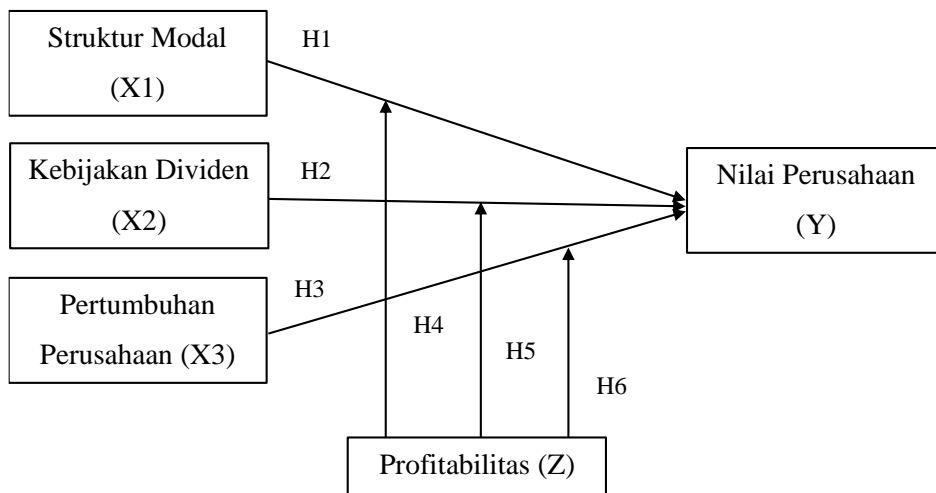 Struktur Modal
(X1)
H1
Kebijakan Dividen
(X2)
H2
Pertumbuhan
Perusahaan (X3)
H3
Nilai Perusahaan
(Y)
H4
H5
H6
Profitabilitas (Z)